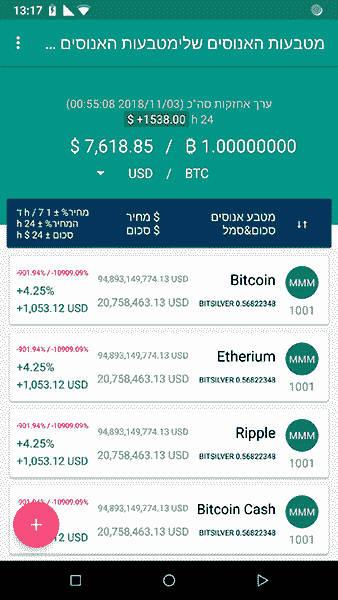 13:17
מטבעות האנוסים שלימטבעות האנוסים ...
ערך אחזקות סה"כ (2018/11/03 00:55:08)
$ +1538.00 h 24
$ 7,618.85 / ₿ 1.00000000
USD / BTC
מטבע אנוסים
סכום&סמל
$ מחיר
$ סכום
מחיר% ± 1 / 7 h ד
המחיר% ± 24 h
סכום ± $ 24 h
MMM
1001
Bitcoin
BITSILVER 0.56822348
94,893,149,774.13 USD
20,758,463.13 USD
-901.94% / -10909.09%
+4.25%
+1,053.12 USD
MMM
1001
Etherium
BITSILVER 0.56822348
94,893,149,774.13 USD
20,758,463.13 USD
-901.94% / -10909.09%
+4.25%
+1,053.12 USD
MMM
1001
Ripple
BITSILVER 0.56822348
94,893,149,774.13 USD
20,758,463.13 USD
-901.94% / -10909.09%
+4.25%
+1,053.12 USD
MMM
1001
Bitcoin Cash
BITSILVER 0.56822348
94,893,149,774.13 USD
20,758,463.13 USD
-901.94% / -10909.09%
12 USD
+